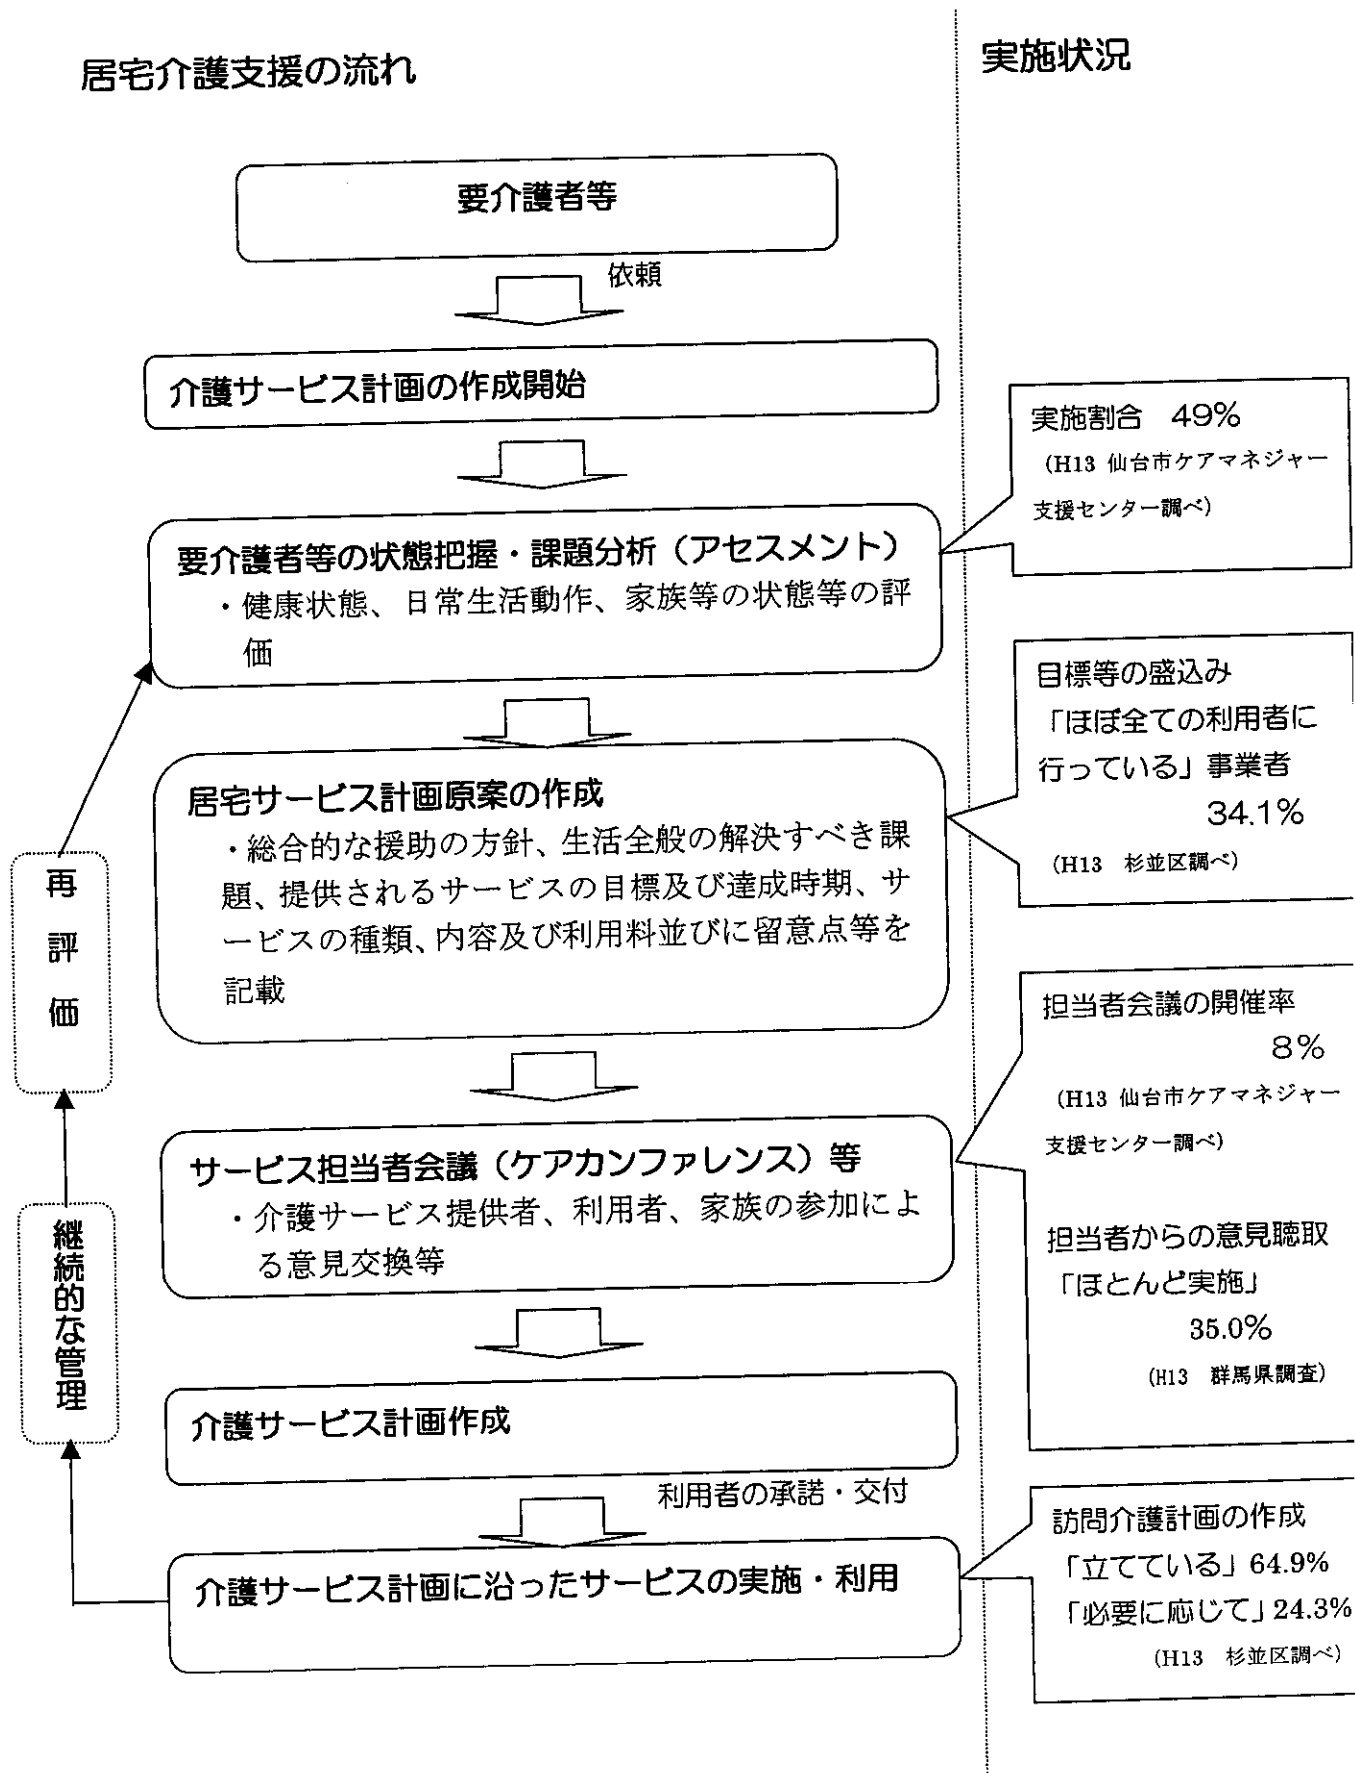 居宅介護支援の流れ
実施状況
要介護者等
依頼
介護サービス計画の作成開始
実施割合 49%
(H13 仙台市ケアマネジャー
支援センター調べ)
要介護者等の状態把握・課題分析(アセスメント)
・健康状態、日常生活動作、家族等の状態等の評
価
目標等の盛込み
「ほぼ全ての利用者に
行っている」事業者
34.1%
(H13 杉並区調べ)
居宅サービス計画原案の作成
・総合的な援助の方針、生活全般の解決すべき課
題、提供されるサービスの目標及び達成時期、サ
ービスの種類、内容及び利用料並びに留意点等を
記載
再評価
担当者会議の開催率
8%
(H13 仙台市ケアマネジャー
支援センター調べ)
サービス担当者会議(ケアカンファレンス)等
・介護サービス提供者、利用者、家族の参加によ
る意見交換等
担当者からの意見聴取
「ほとんど実施」
35.0%
(H13 群馬県調査)
継続的な管理
介護サービス計画作成
利用者の承諾・交付
介護サービス計画に沿ったサービスの実施・利用
訪問介護計画の作成
「立てている」64.9%
「必要に応じて」24.3%
(H13 杉並区調べ)